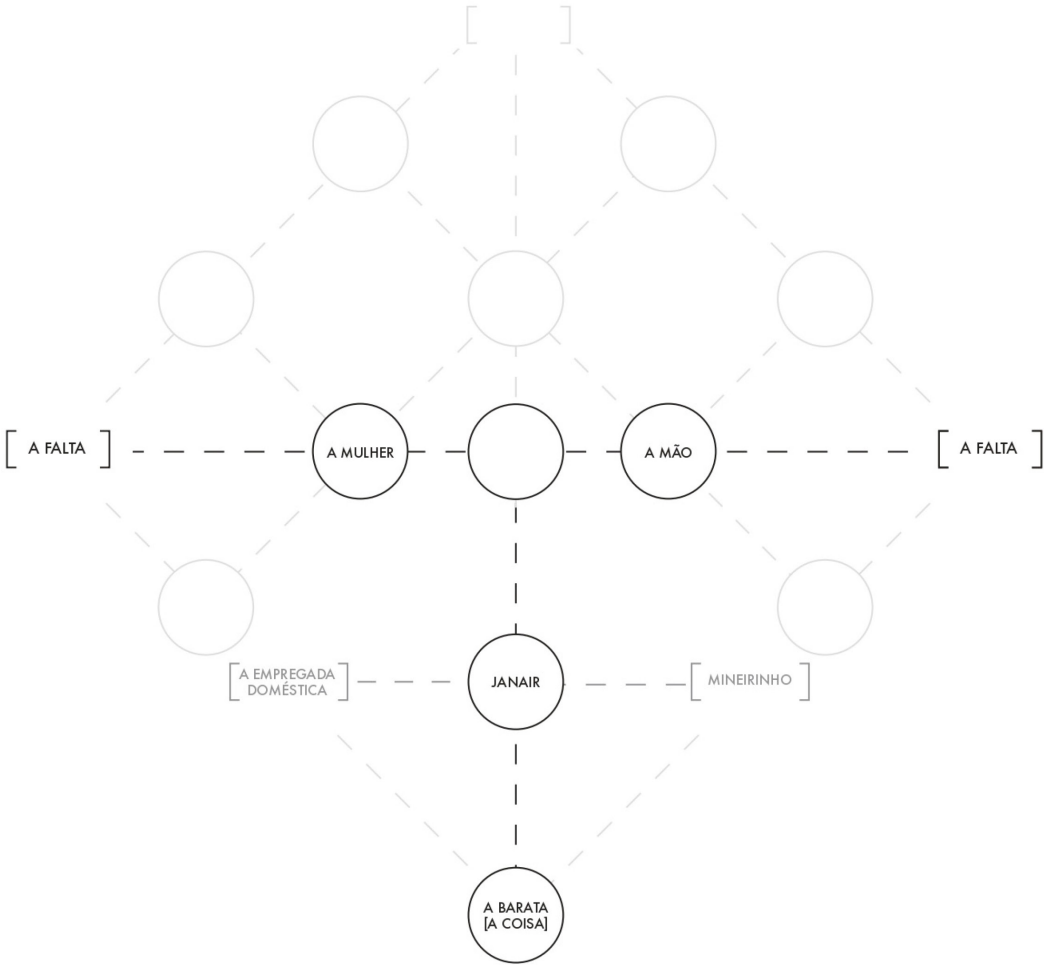 [ ]
[ A FALTA ]
A MULHER
A MÃO
[ A FALTA ]
[ A EMPREGADA
DOMÉSTICA ]
JANAIR
[ MINEIRINHO ]
A BARATA
[A COISA]